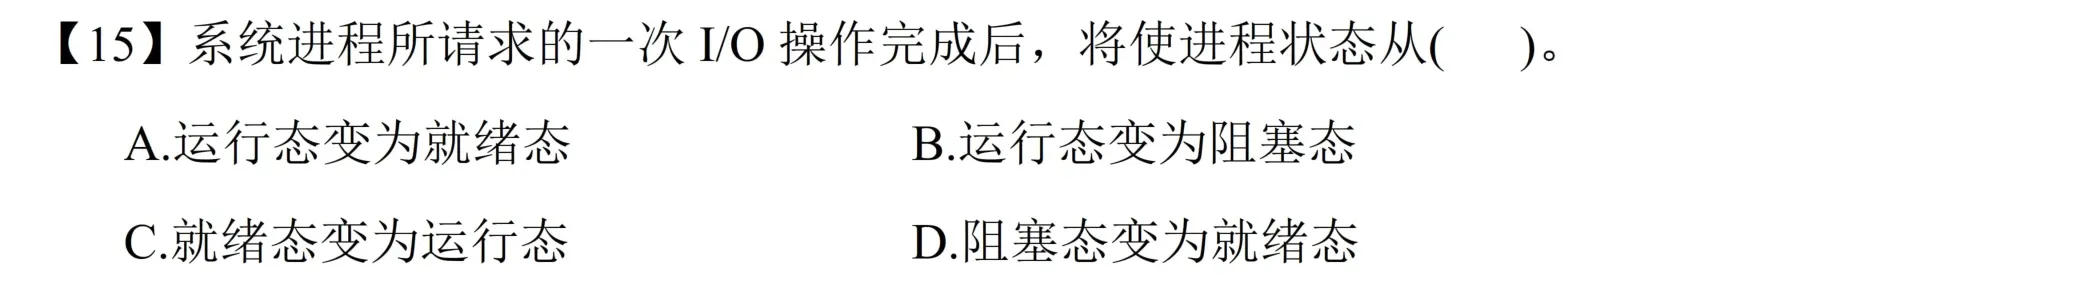 【15】系统进程所请求的一次 I/O 操作完成后，将使进程状态从(    )。
A.运行态变为就绪态    B.运行态变为阻塞态
C.就绪态变为运行态    D.阻塞态变为就绪态